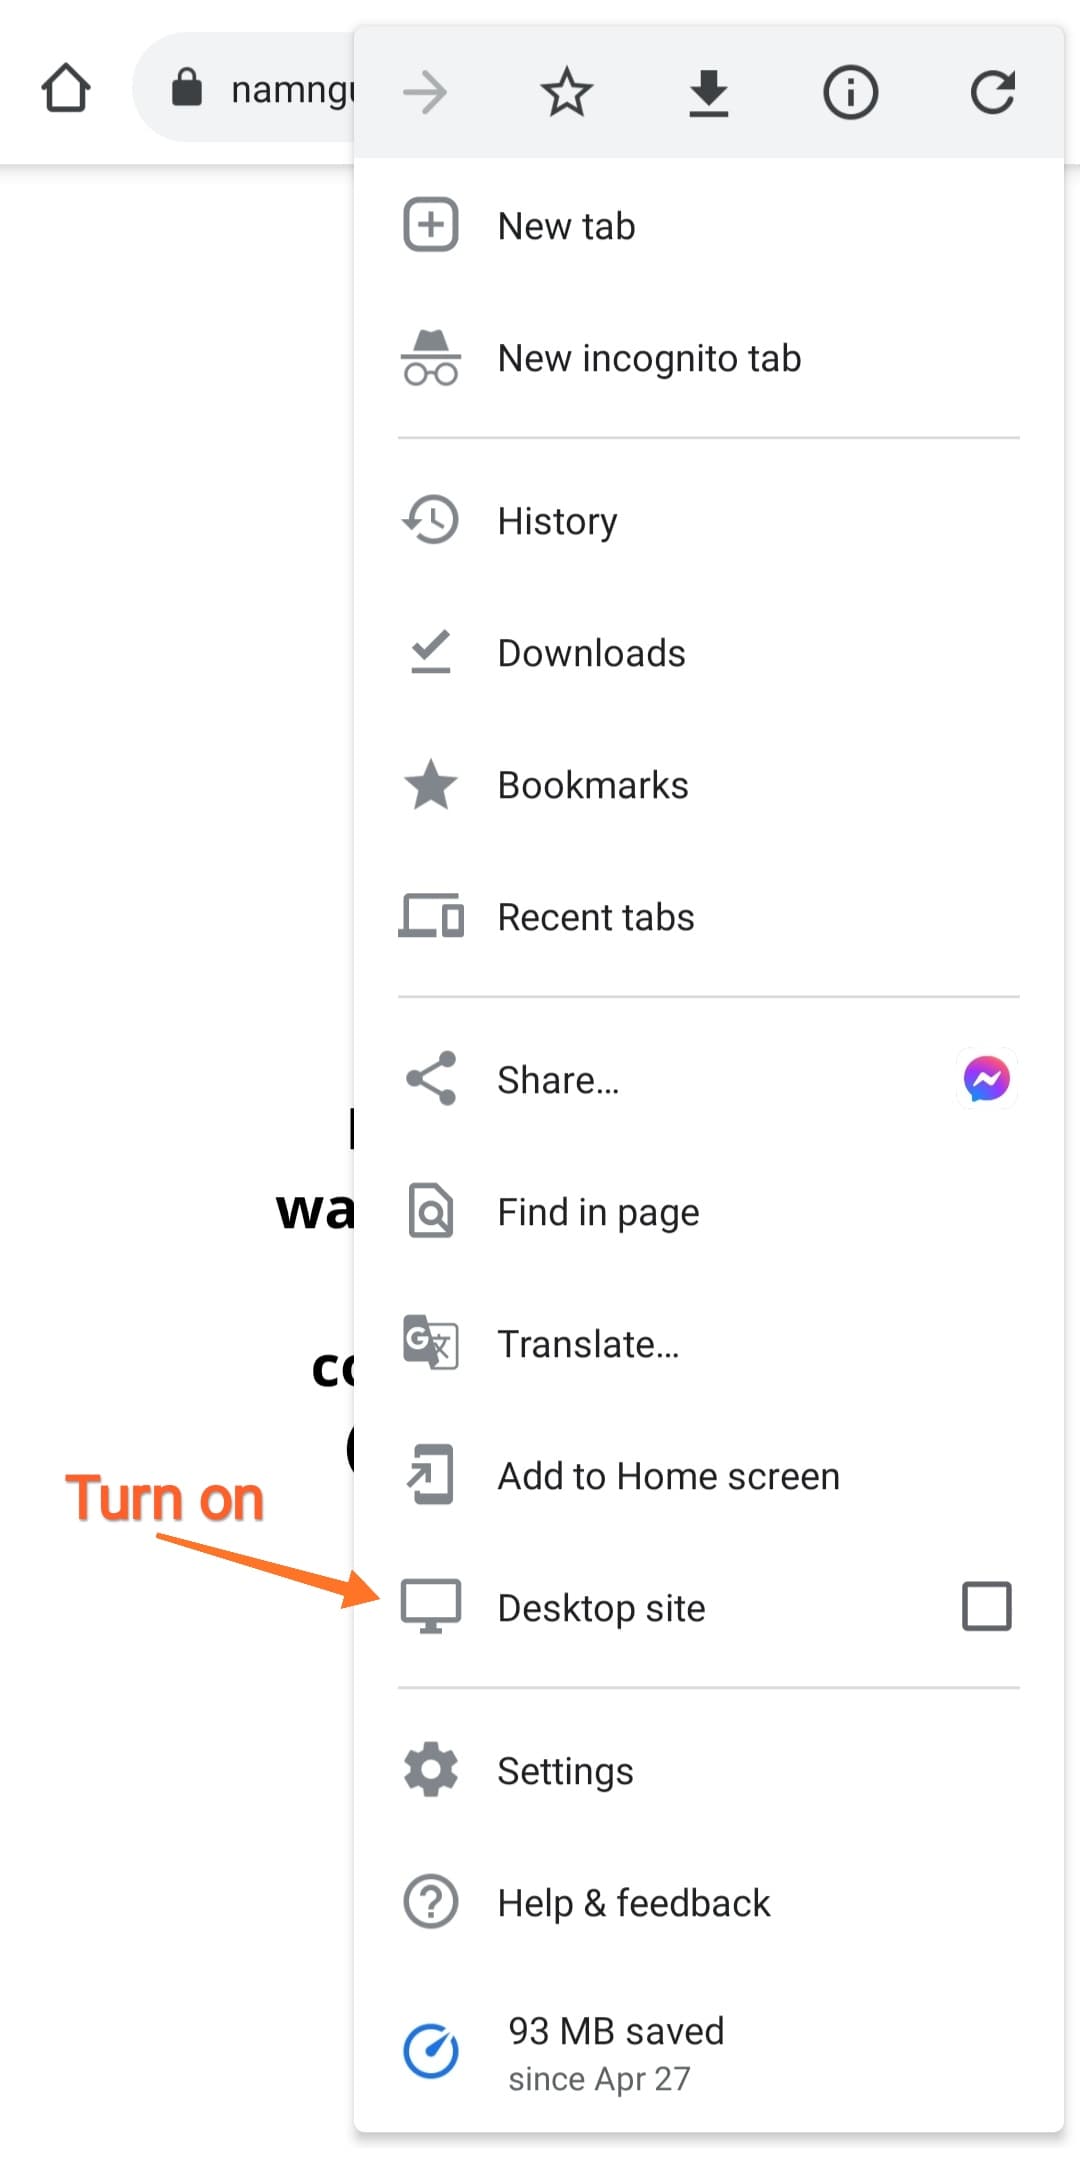 namngu
New tab
New incognito tab
History
Downloads
Bookmarks
Recent tabs
Share...
wa
Find in page
Translate...
co
Add to Home screen
Turn on
Desktop site
Settings
Help & feedback
93 MB saved
since Apr 27